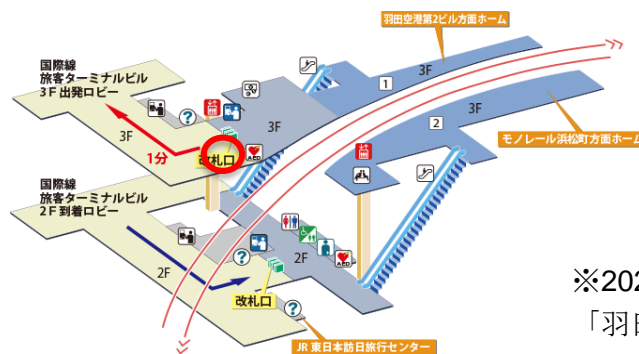 羽田空港第2ビル方面ホーム
国際線
旅客ターミナルビル
3F 出発ロビー
3F
1
3F
3F
3F
2
モノレール浜松町方面ホーム
1分
改札口
AED
国際線
旅客ターミナルビル
2F 到着ロビー
2F
2F
AED
改札口
JR 東日本訪日旅行センター
※202
「羽田